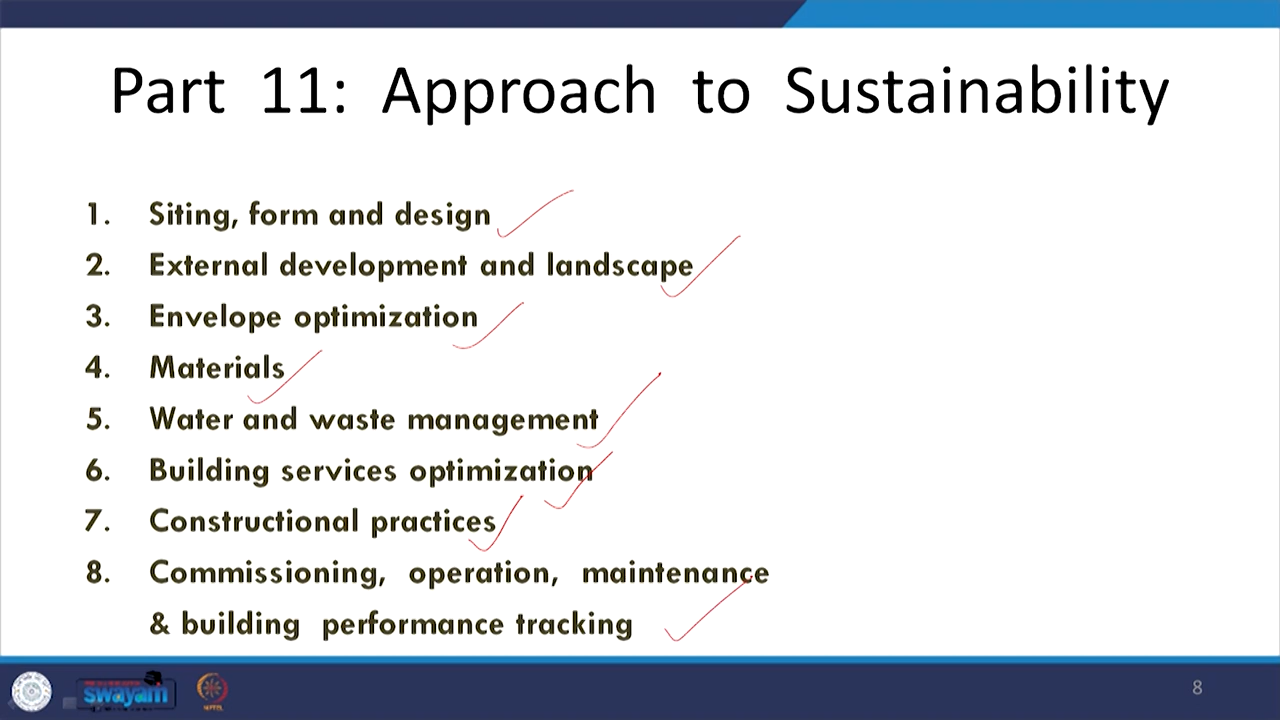 Part 11: Approach to Sustainability
1. Siting, form and design
2. External development and landscape
3. Envelope optimization
4. Materials
5. Water and waste management
6. Building services optimization
7. Constructional practices
8. Commissioning, operation, maintenance
& building performance tracking
swayam
8